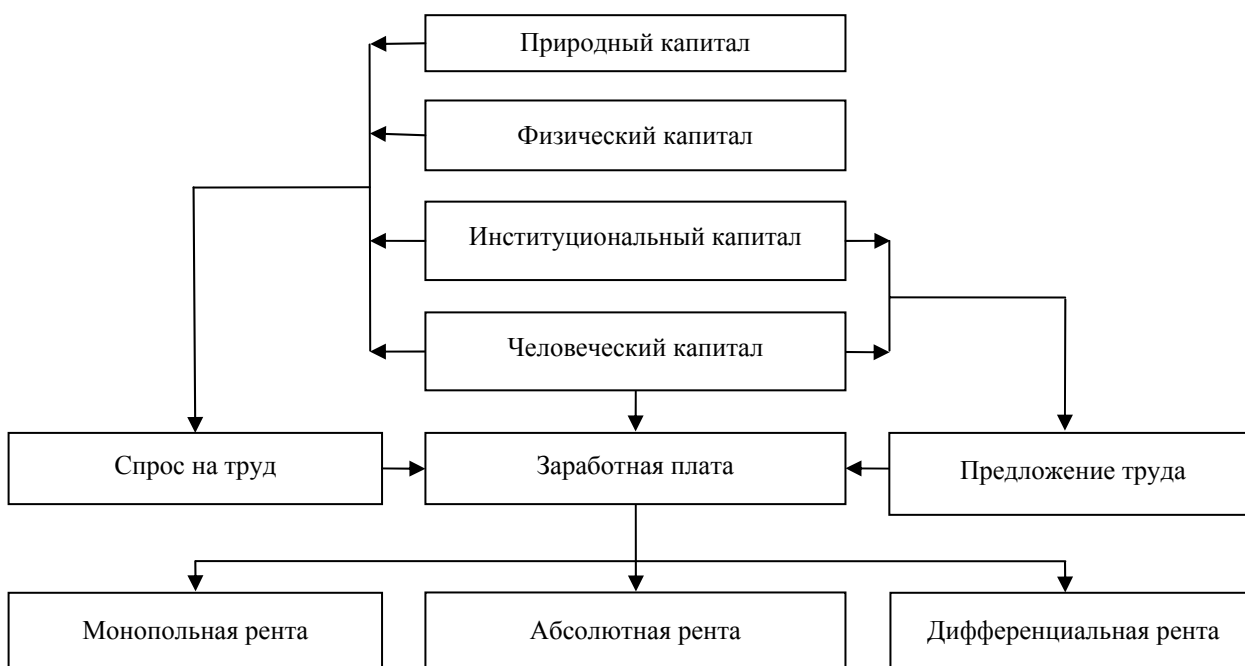 Природный капитал
Физический капитал
Институциональный капитал
Человеческий капитал
Спрос на труд
Заработная плата
Предложение труда
Монопольная рента
Абсолютная рента
Дифференциальная рента